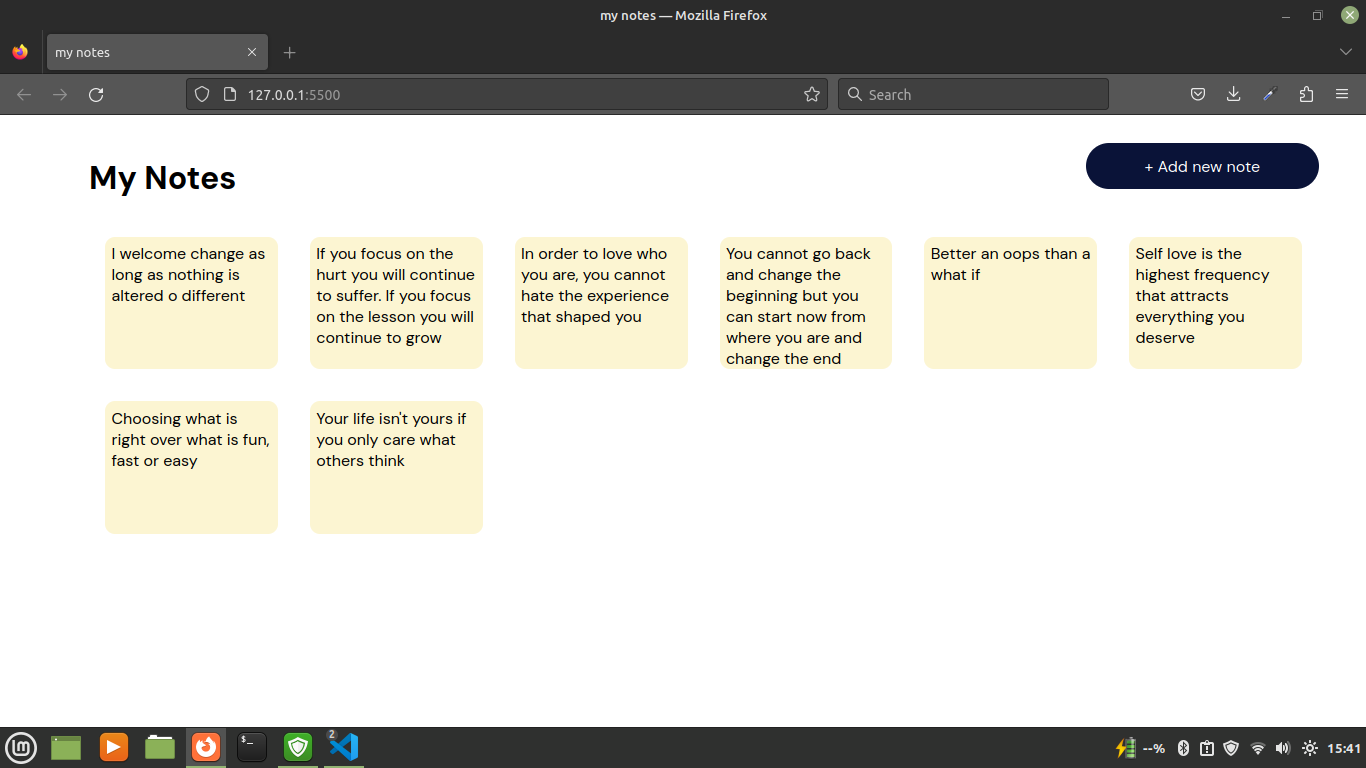 my notes — Mozilla Firefox
my notes
127.0.0.1:5500
Search
My Notes
+ Add new note
I welcome change as
long as nothing is
altered o different
If you focus on the
hurt you will continue
to suffer. If you focus
on the lesson you will
continue to grow
In order to love who
you are, you cannot
hate the experience
that shaped you
You cannot go back
and change the
beginning but you
can start now from
where you are and
change the end
Better an oops than a
what if
Self love is the
highest frequency
that attracts
everything you
deserve
Choosing what is
right over what is fun,
fast or easy
Your life isn't yours if
you only care what
others think
$_
2
--%
15:41